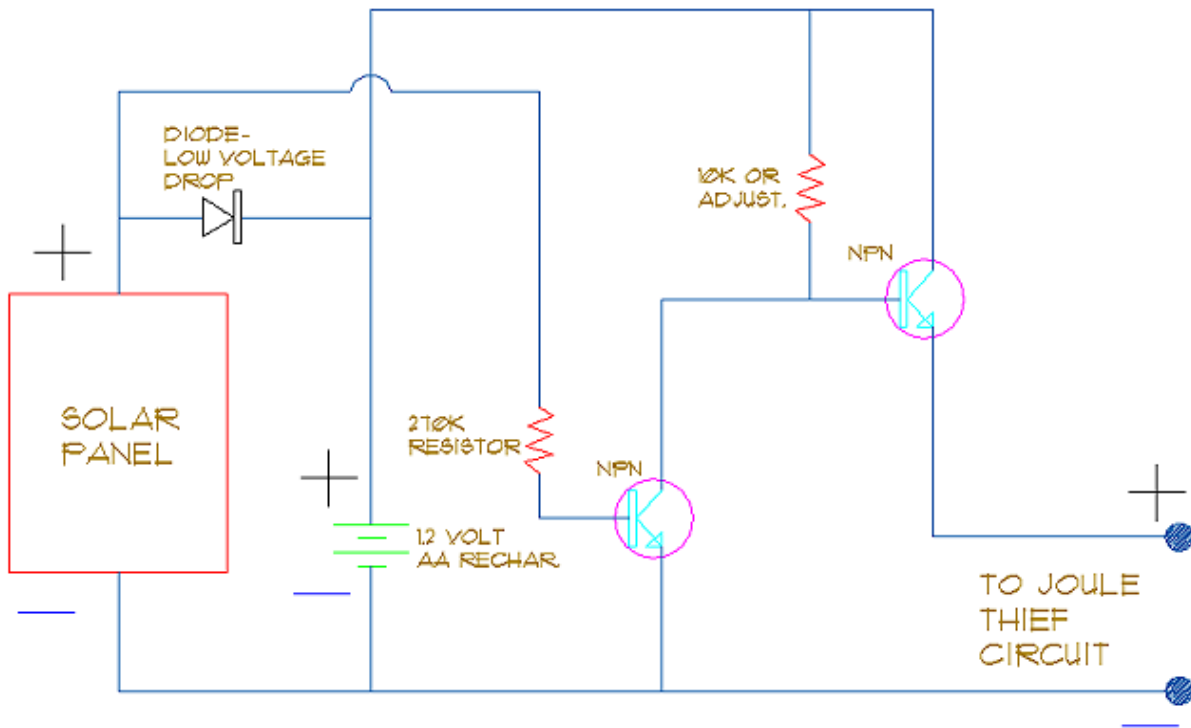 DIODE-
LOW VOLTAGE
DROP
10K OR
ADJUST.
NPN
SOLAR
PANEL
270K
RESISTOR
NPN
1.2 VOLT
AA RECHAR.
TO JOULE
THIEF
CIRCUIT